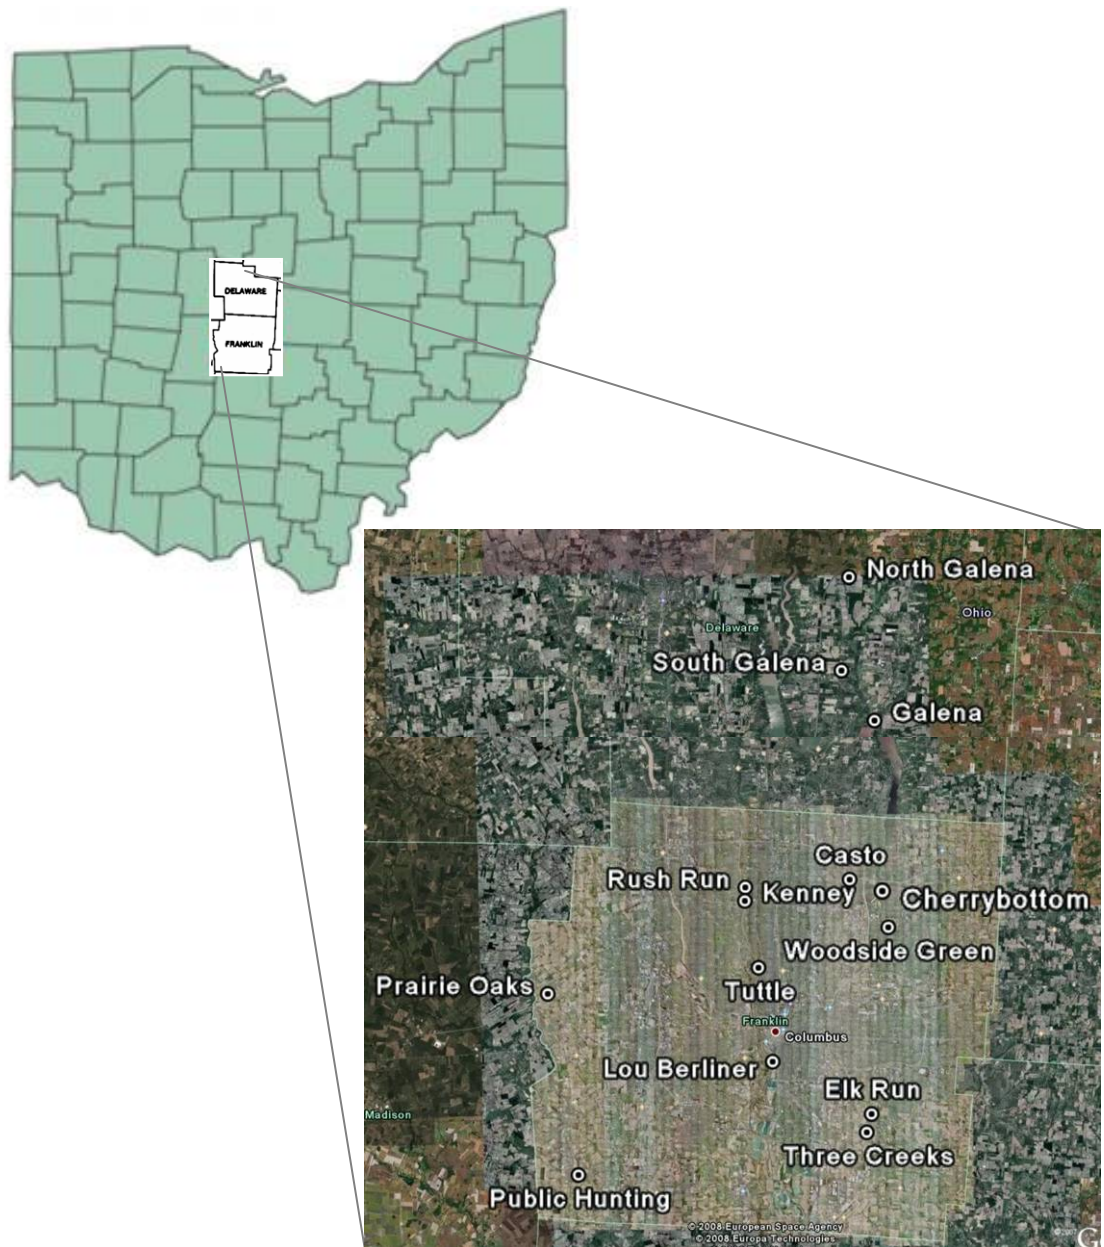 DELAWARE
FRANKLIN
North Galena
Ohio
Delaware
South Galena
Galena
Casto
Rush Run
Kenney
Cherrybottom
Woodside Green
Prairie Oaks
Tuttle
Franklin
Columbus
Lou Berliner
Elk Run
Madison
Three Creeks
Public Hunting
© 2008 European Space Agency
© 2008 Europa Technologies
©2007 G